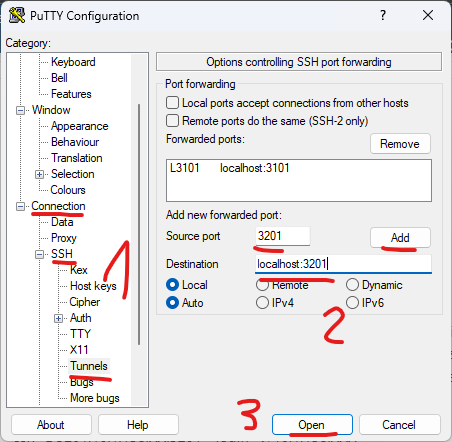 PuTTY Configuration
?
Category:
Keyboard
Bell
Features
Window
Appearance
Behaviour
Translation
Selection
Colours
Connection
Data
Proxy
SSH
Kex
Host keys
Cipher
Auth
TTY
X11
Tunnels
Bugs
More bugs
1
Options controlling SSH port forwarding
Port forwarding
Local ports accept connections from other hosts
Remote ports do the same (SSH-2 only)
Forwarded ports:
Remove
L3101 localhost:3101
Add new forwarded port:
Source port 3201 Add
Destination localhost:3201
Local Remote Dynamic
Auto IPv4 IPv6
2
About Help 3 Open Cancel